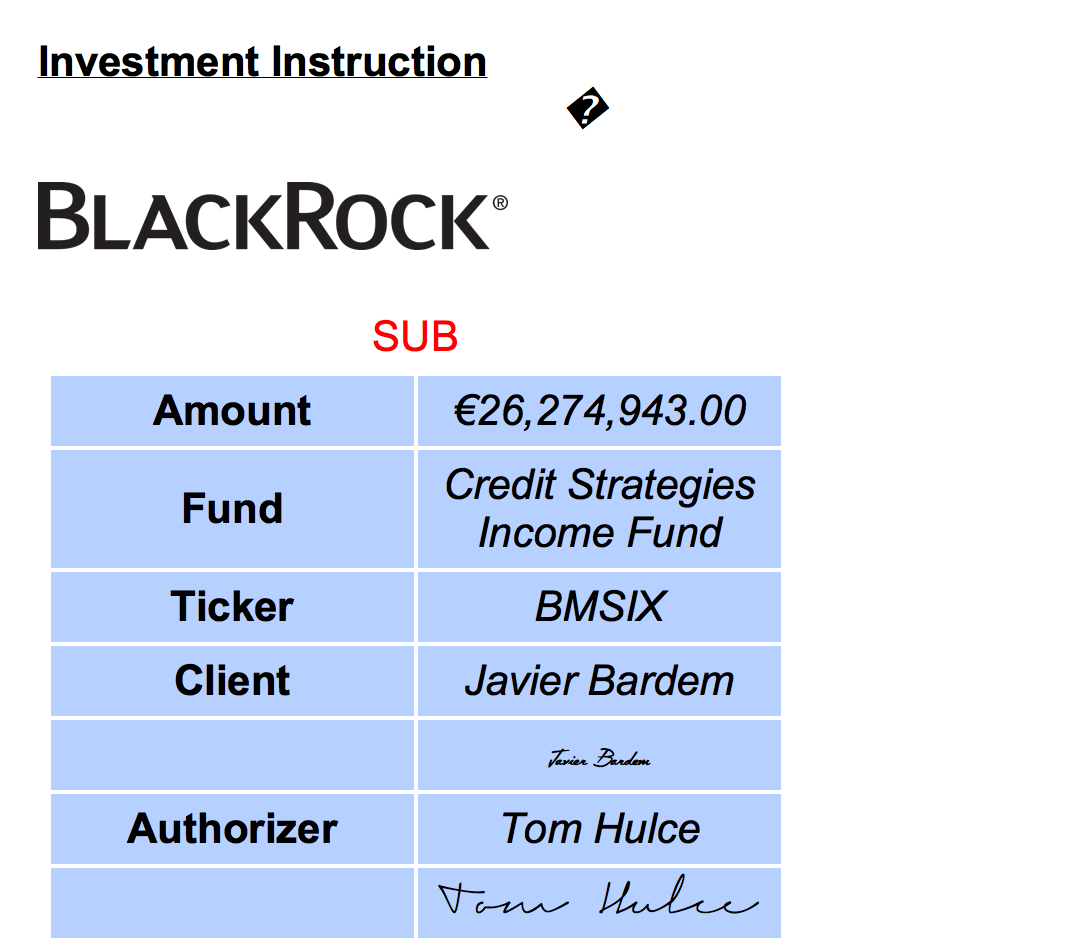 Investment Instruction
�
BLACKROCK®
SUB
Amount €26,274,943.00
Fund Credit Strategies
Income Fund
Ticker BMSIX
Client Javier Bardem
Javier Bardem
Authorizer Tom Hulce
Tom Hulce